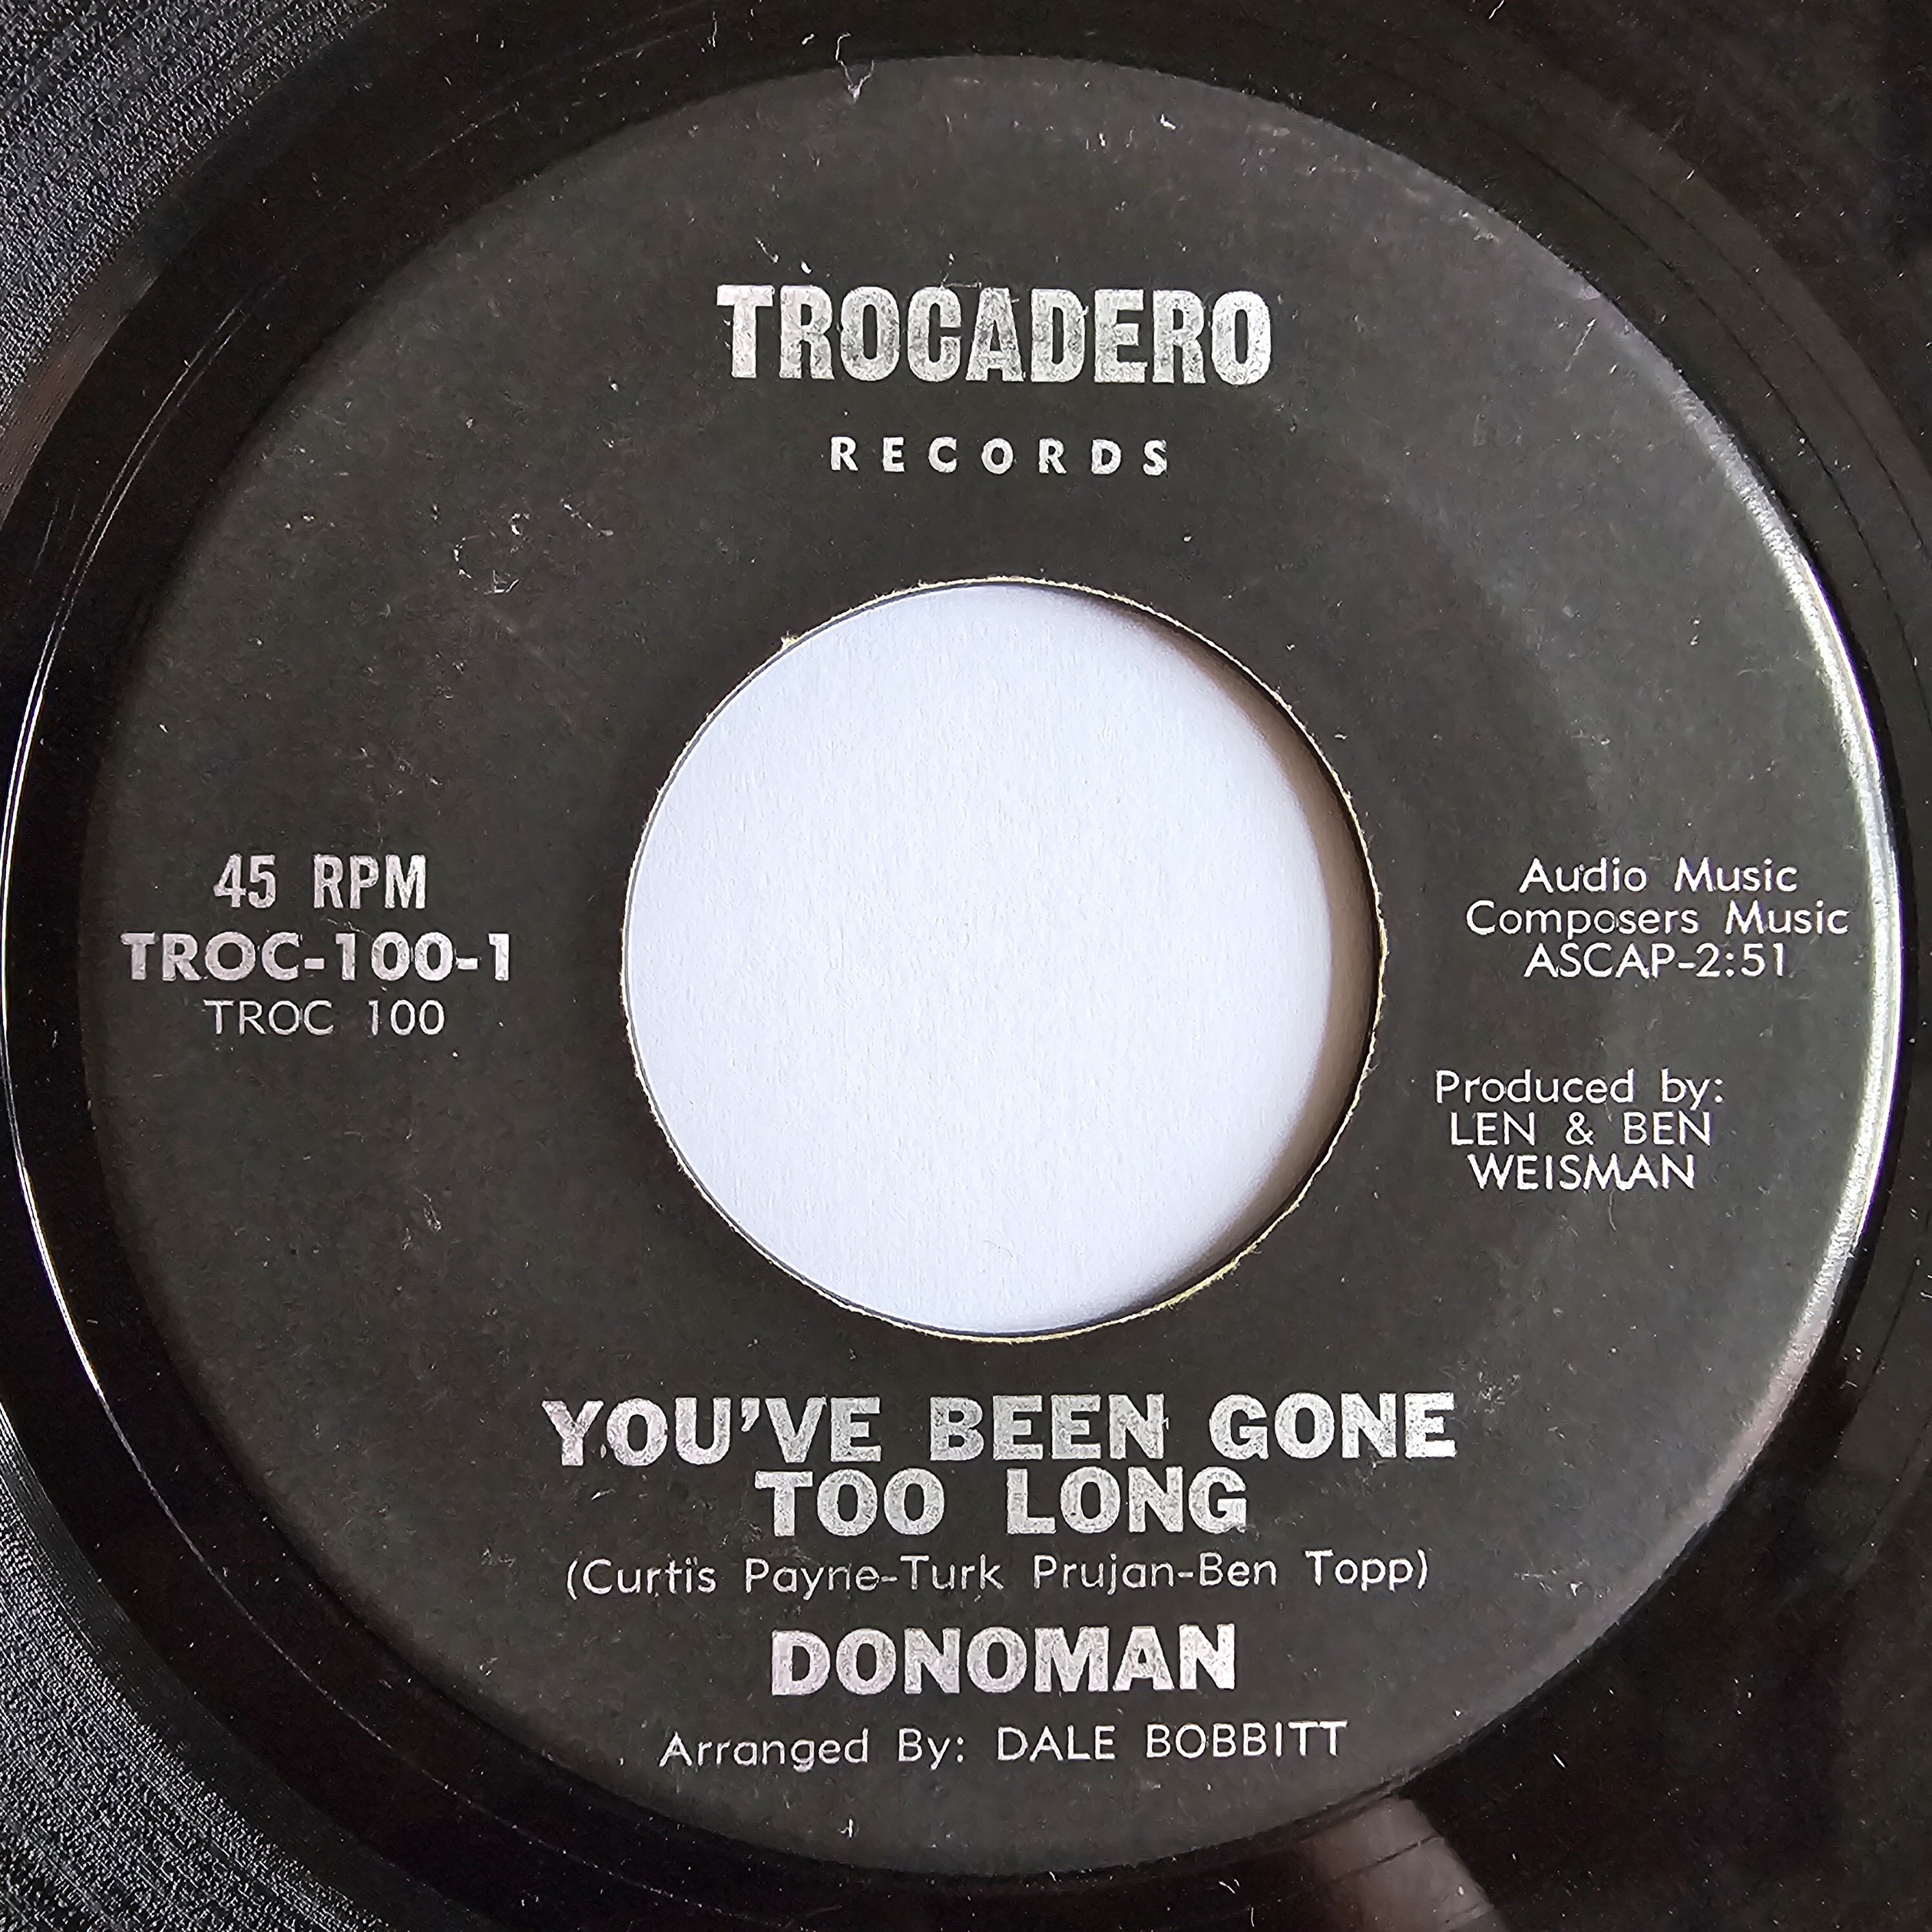 TROCADERO
RECORDS
45 RPM
TROC-100-1
TROC 100
Audio Music
Composers Music
ASCAP-2:51
Produced by:
LEN & BEN
WEISMAN
YOU'VE BEEN GONE
TOO LONG
(Curtis Payne-Turk Prujan-Ben Topp)
DONOMAN
Arranged By: DALE BOBBITT